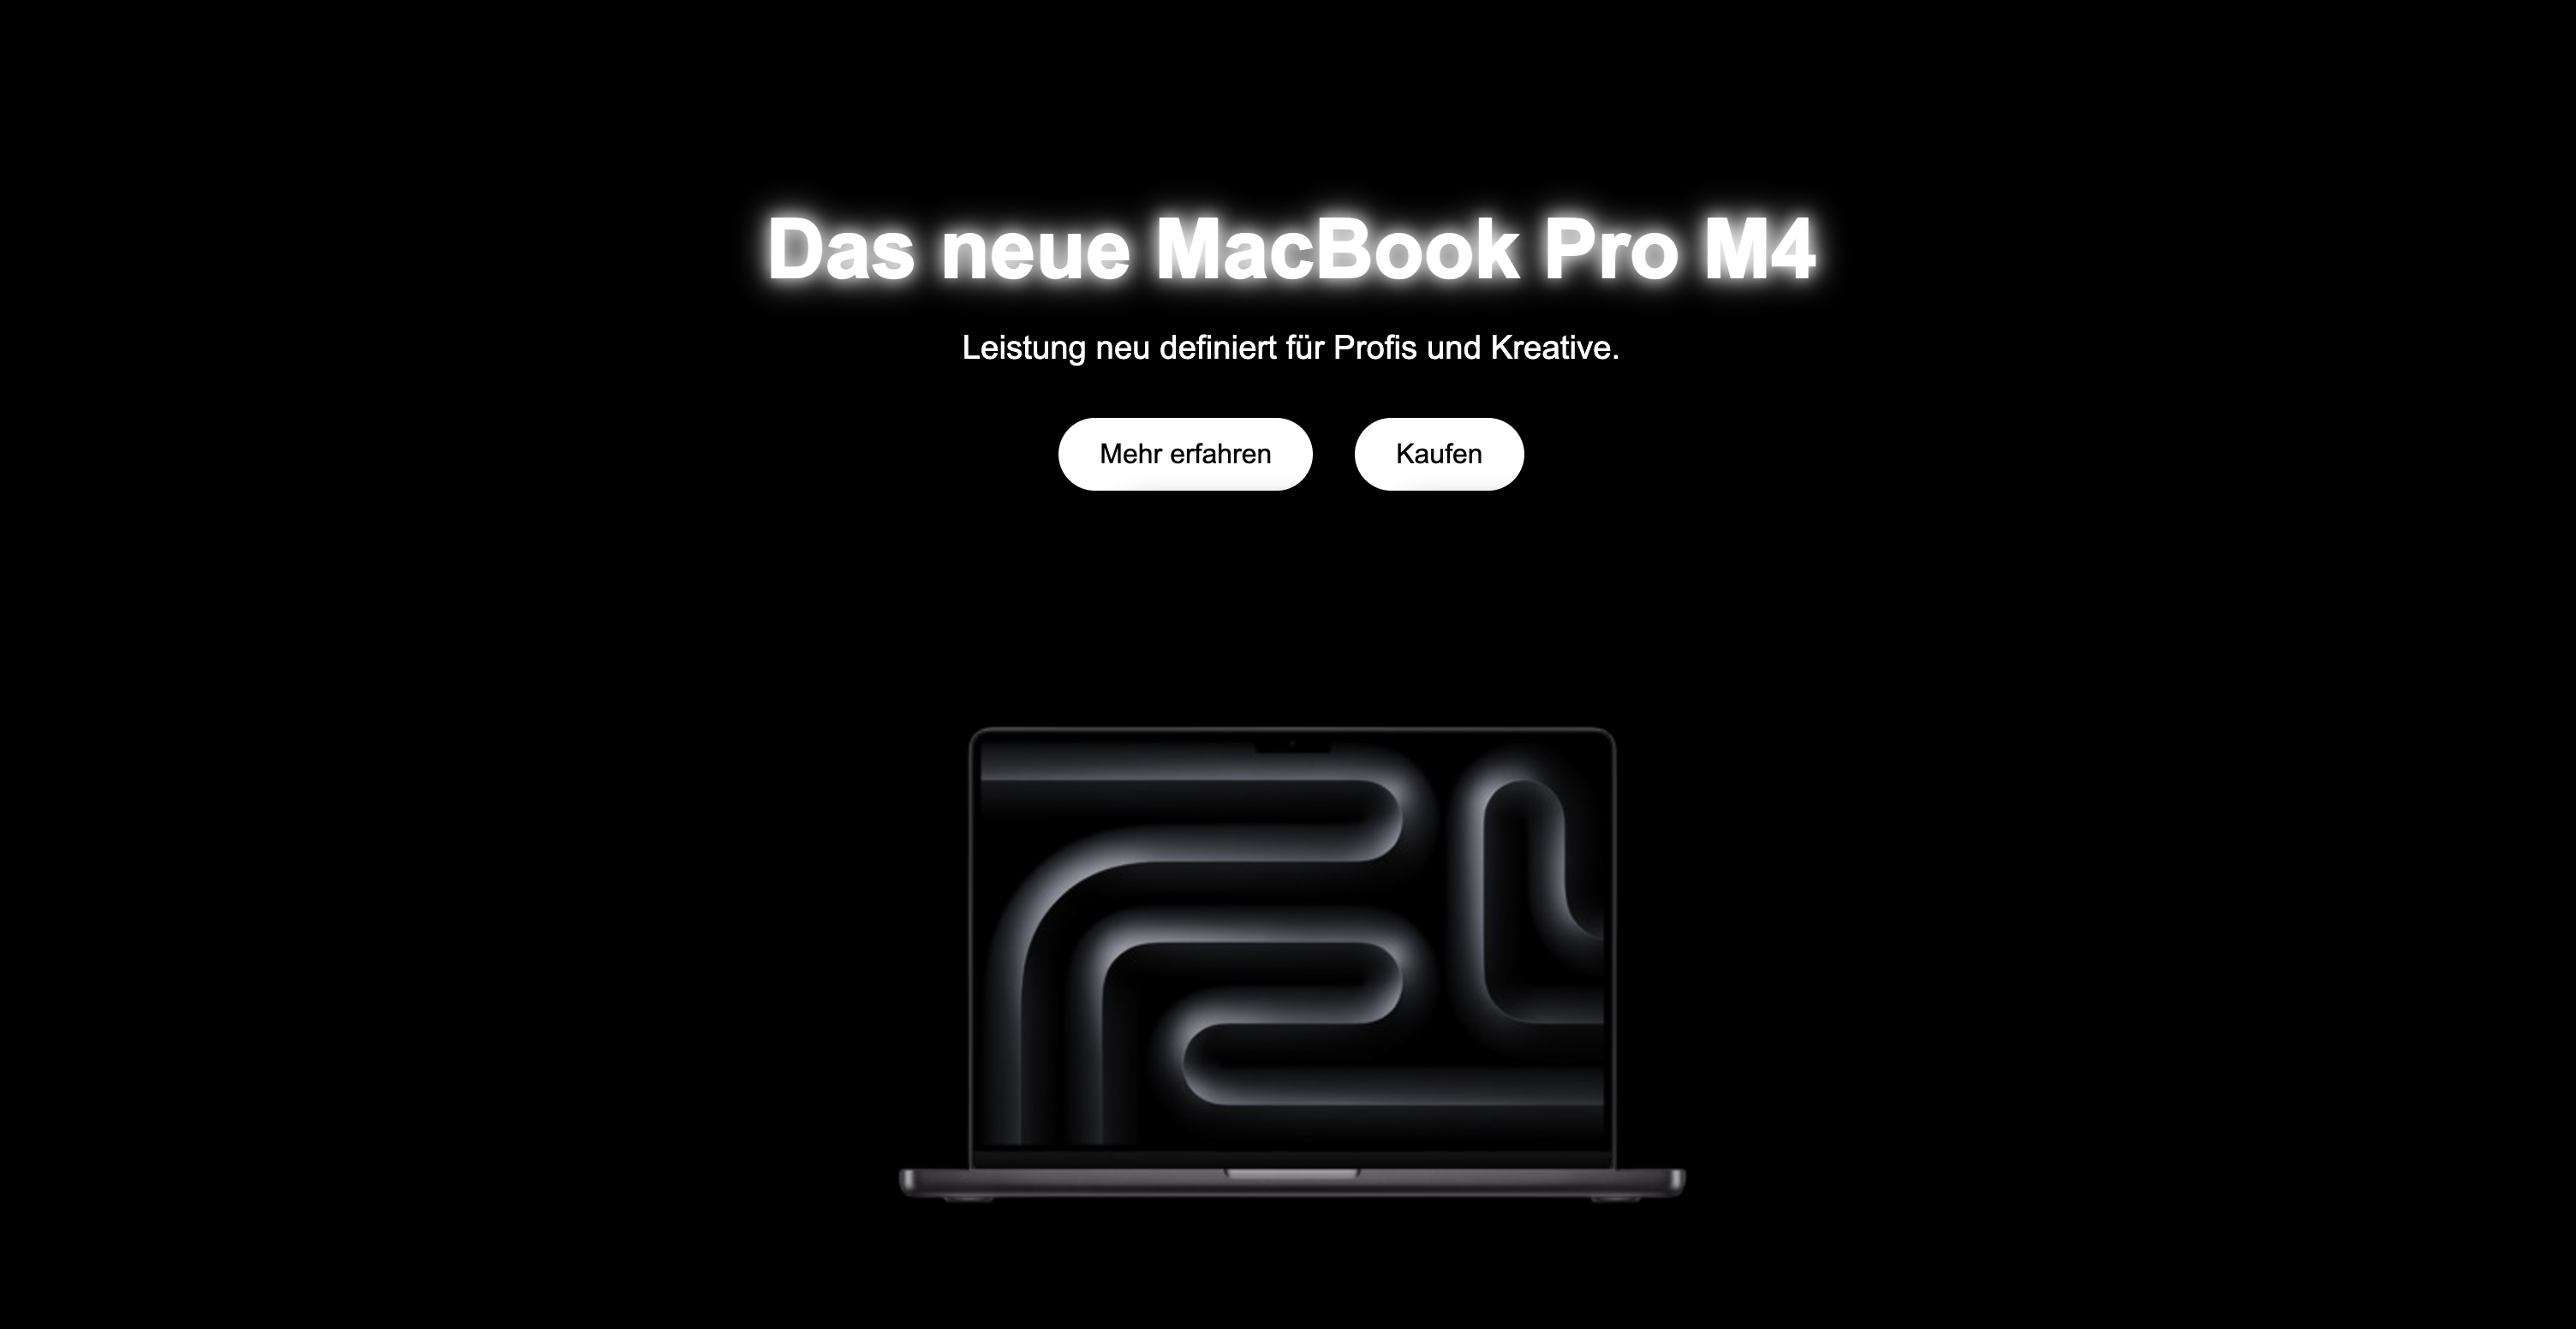 Das neue MacBook Pro M4
Leistung neu definiert für Profis und Kreative.
Mehr erfahren
Kaufen